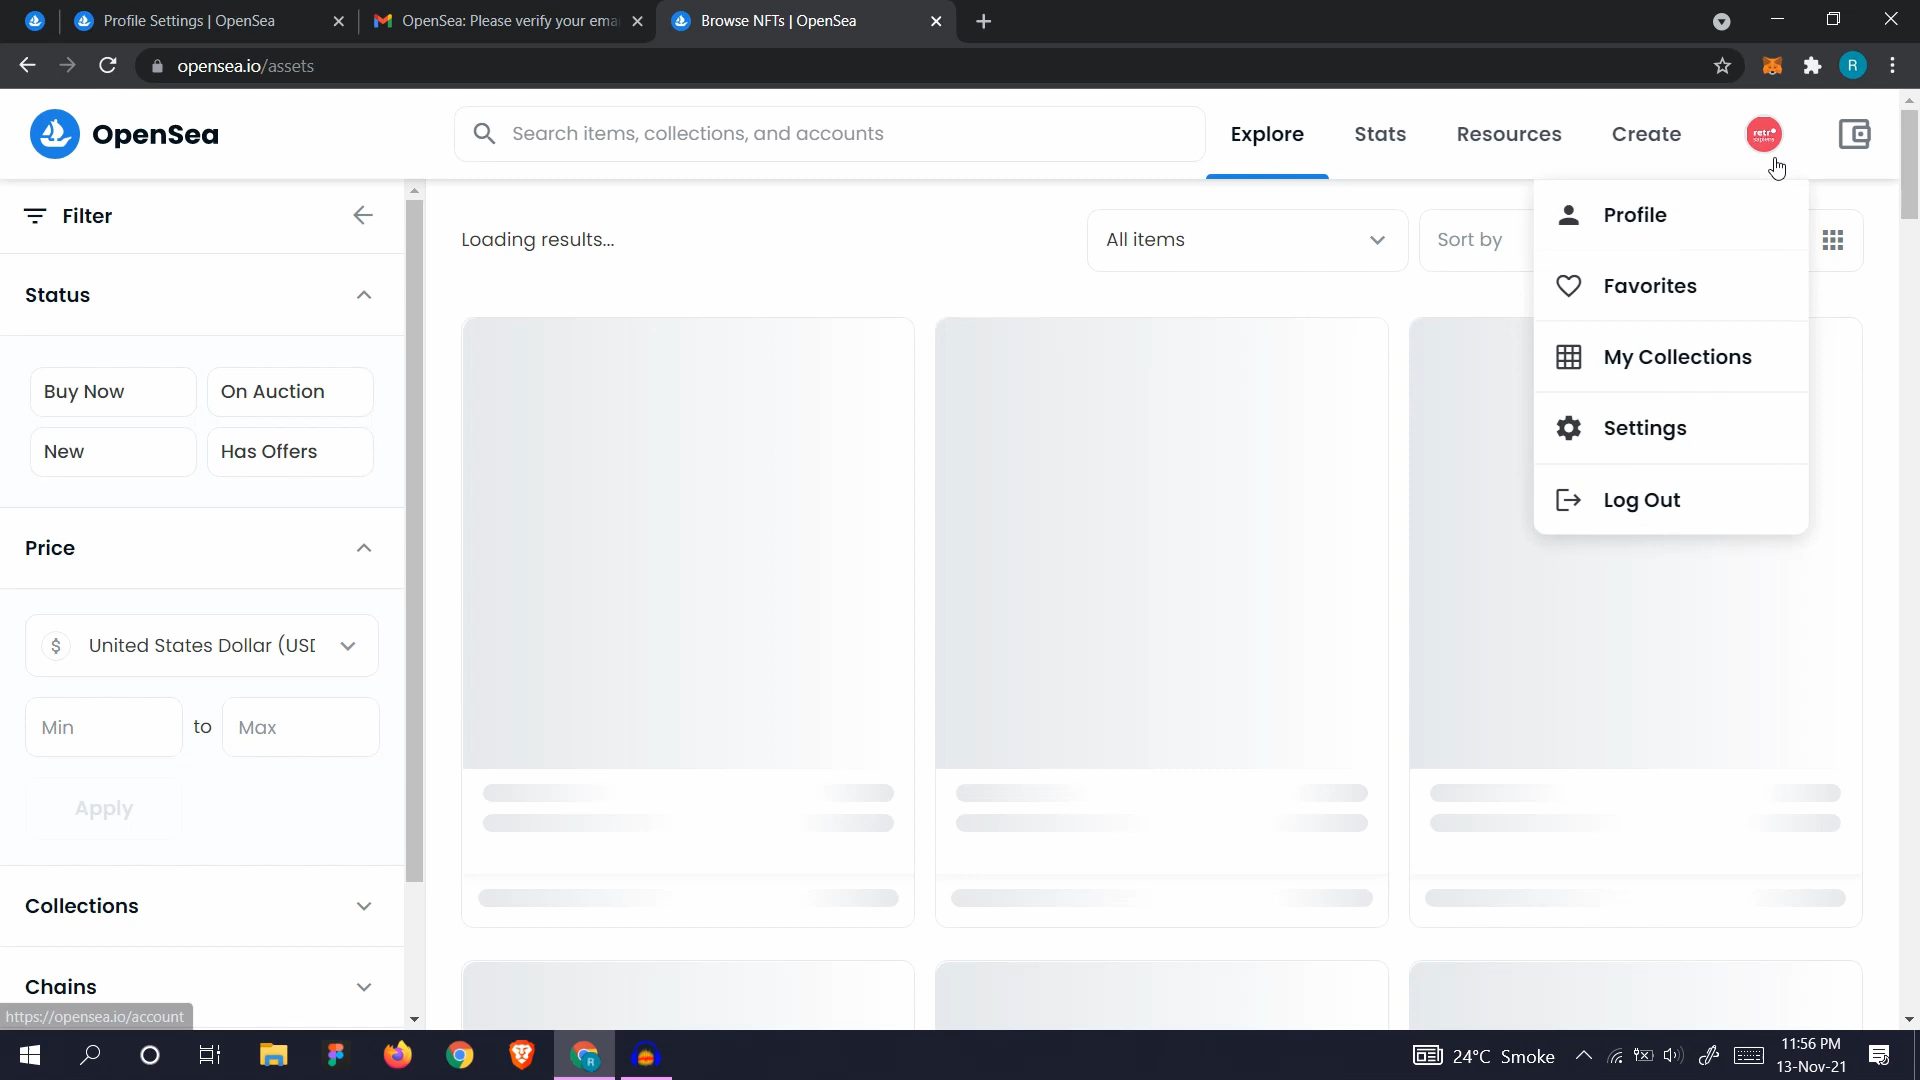 Profile Settings | OpenSea
OpenSea: Please verify your ema
Browse NFTs | OpenSea
opensea.io/assets
R
OpenSea
Search items, collections, and accounts
Explore
Stats
Resources
Create
retr
sapiens
Filter
Loading results...
All items
Sort by
Profile
Favorites
My Collections
Settings
Log Out
Status
Buy Now
On Auction
New
Has Offers
Price
$
United States Dollar (USD
Min
to
Max
Apply
Collections
Chains
https://opensea.io/account
R
24°C Smoke
11:56 PM
13-Nov-21